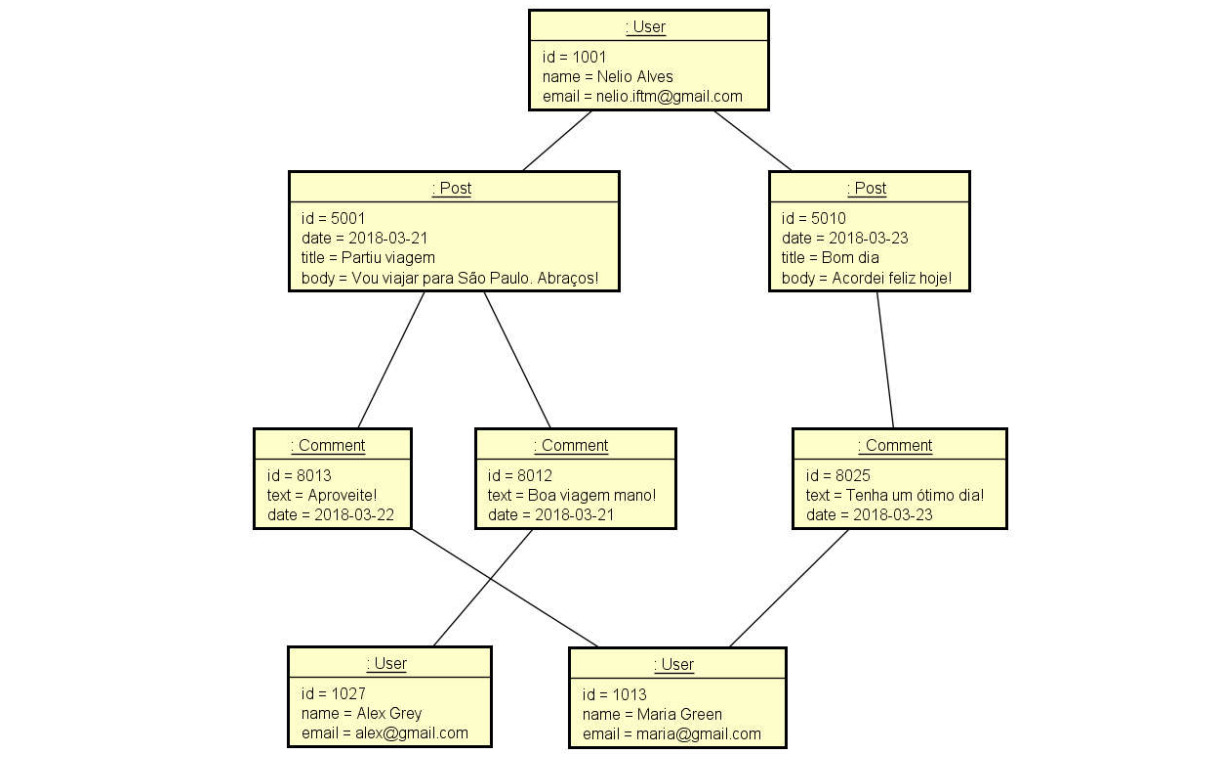 : User
id = 1001
name = Nelio Alves
email = nelio.iftm@gmail.com
: Post
id = 5001
date = 2018-03-21
title = Partiu viagem
body = Vou viajar para São Paulo. Abraços!
: Post
id = 5010
date = 2018-03-23
title = Bom dia
body = Acordei feliz hoje!
: Comment
id = 8013
text = Aproveite!
date = 2018-03-22
: Comment
id = 8012
text = Boa viagem mano!
date = 2018-03-21
: Comment
id = 8025
text = Tenha um ótimo dia!
date = 2018-03-23
: User
id = 1027
name = Alex Grey
email = alex@gmail.com
: User
id = 1013
name = Maria Green
email = maria@gmail.com